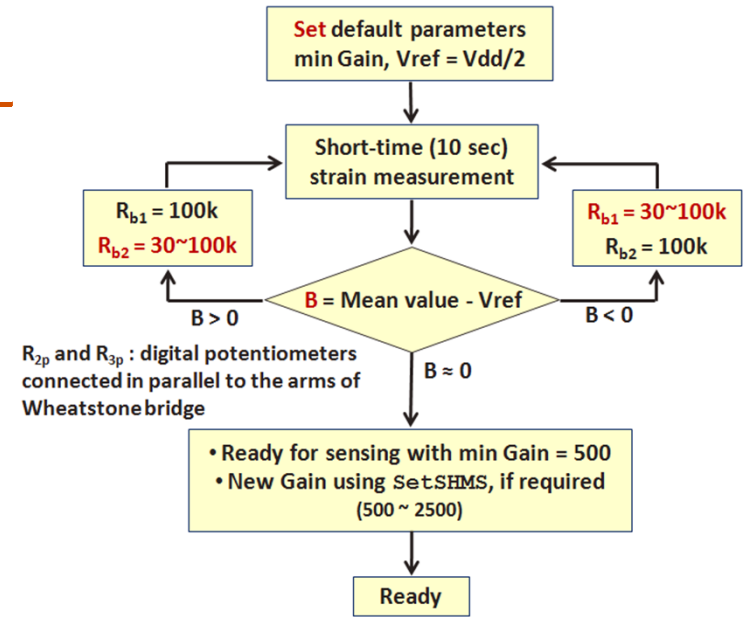 Set default parameters
min Gain, Vref = Vdd/2
Short-time (10 sec)
strain measurement
Rb1 = 100k
Rb2 = 30~100k
Rb1 = 30~100k
Rb2 = 100k
B = Mean value - Vref
B > 0
B < 0
R2p and R3p : digital potentiometers
connected in parallel to the arms of
Wheatstone bridge
B ≈ 0
• Ready for sensing with min Gain = 500
• New Gain using SetSHMS, if required
(500 ~ 2500)
Ready